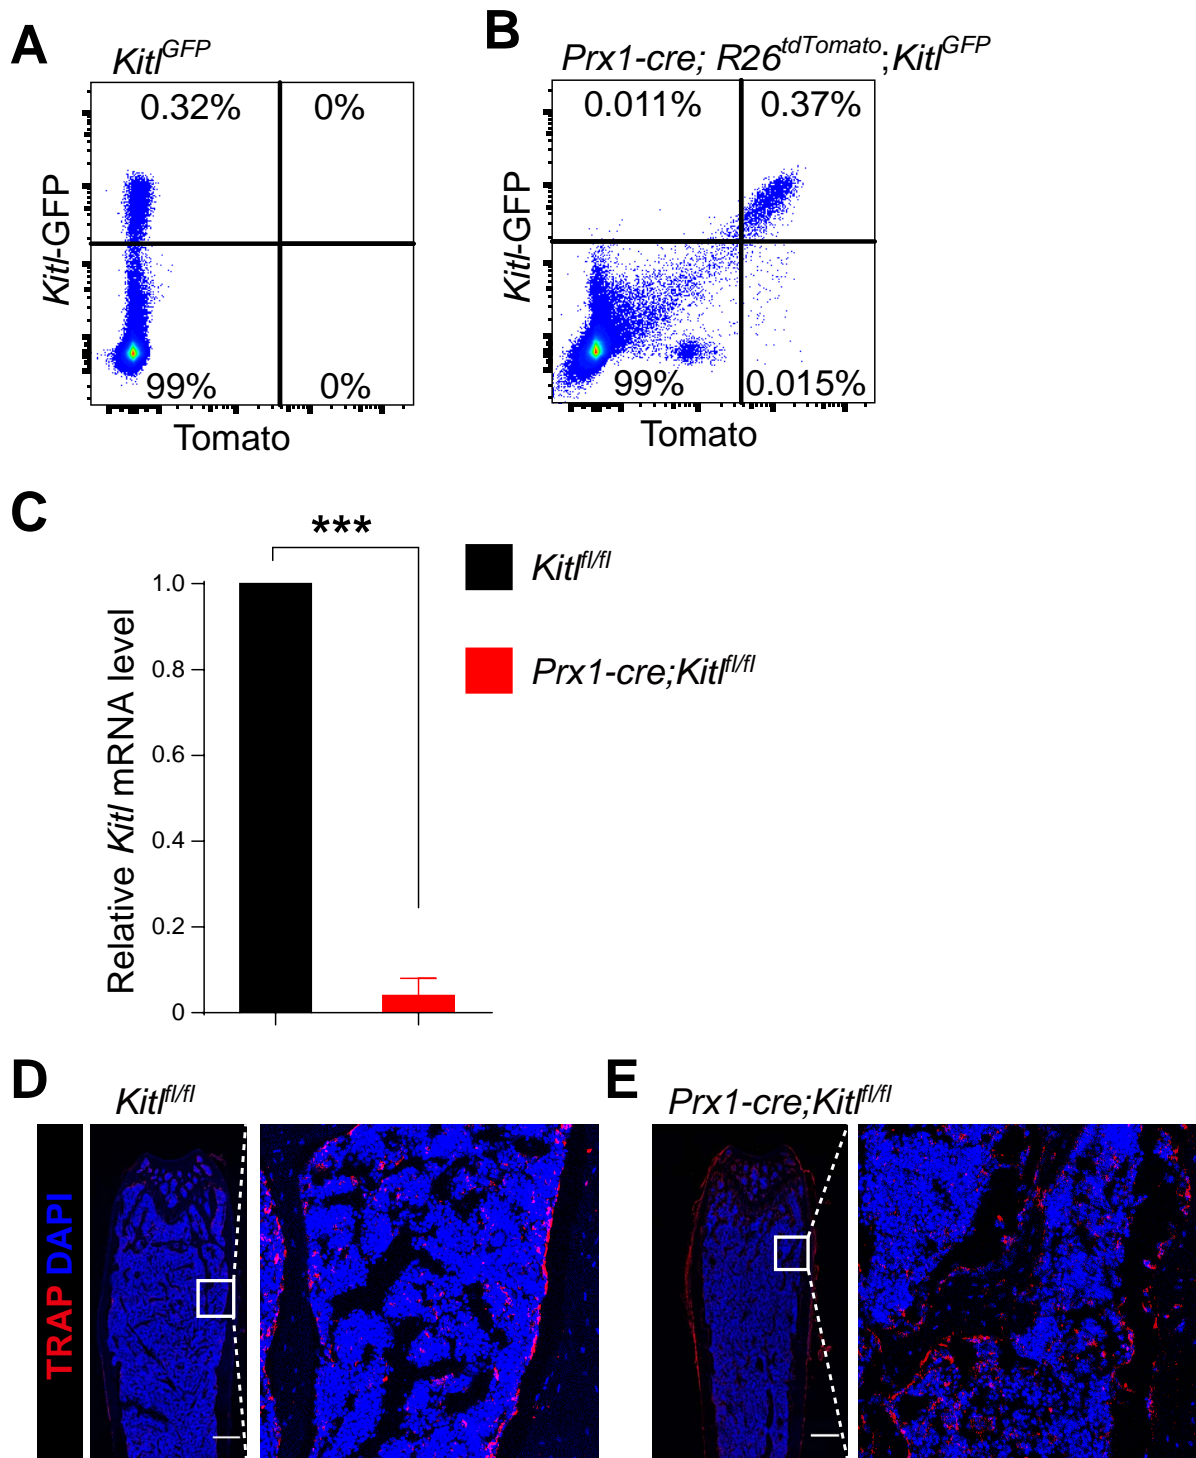 A
Kitl^GFP
0.32%
0%
99%
0%
Kitl-GFP
Tomato
B
Prx1-cre; R26^tdTomato;Kitl^GFP
0.011%
0.37%
99%
0.015%
Kitl-GFP
Tomato
C
***
1.0
0.8
0.6
0.4
0.2
0
Relative Kitl mRNA level
Kitl^fl/fl
Prx1-cre;Kitl^fl/fl
D
Kitl^fl/fl
TRAP DAPI
E
Prx1-cre;Kitl^fl/fl